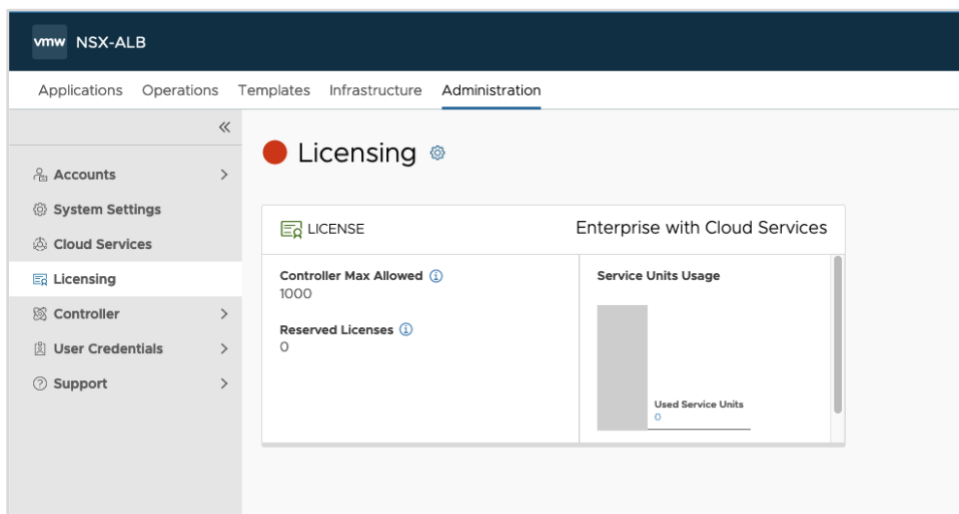 vmw NSX-ALB
Applications Operations Templates Infrastructure Administration
Accounts
System Settings
Cloud Services
Licensing
Controller
User Credentials
Support
Licensing
LICENSE
Enterprise with Cloud Services
Controller Max Allowed
1000
Reserved Licenses
0
Service Units Usage
Used Service Units
0